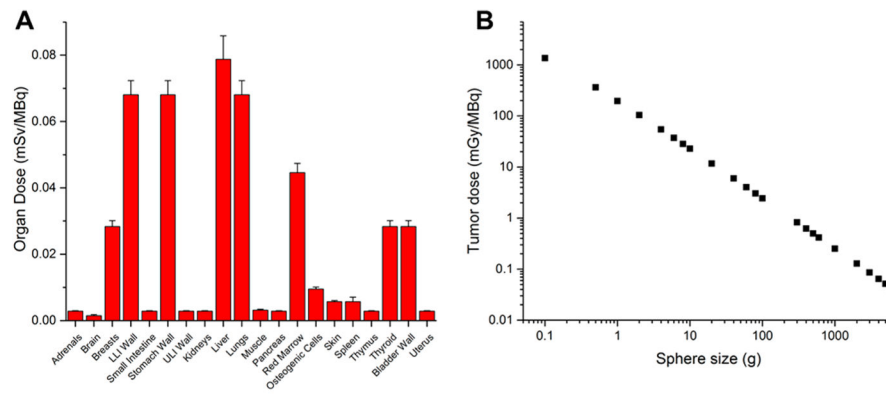 A
Organ Dose (mSv/MBq)
0.08
0.06
0.04
0.02
0.00
Adrenals
Brain
Breasts
LLI Wall
Small Intestine
Stomach Wall
ULI Wall
Kidneys
Liver
Lungs
Muscle
Pancreas
Red Marrow
Osteogenic Cells
Skin
Spleen
Thymus
Thyroid
Bladder Wall
Uterus
B
Tumor dose (mGy/MBq)
1000
100
10
1
0.1
0.01
0.1
1
10
100
1000
Sphere size (g)